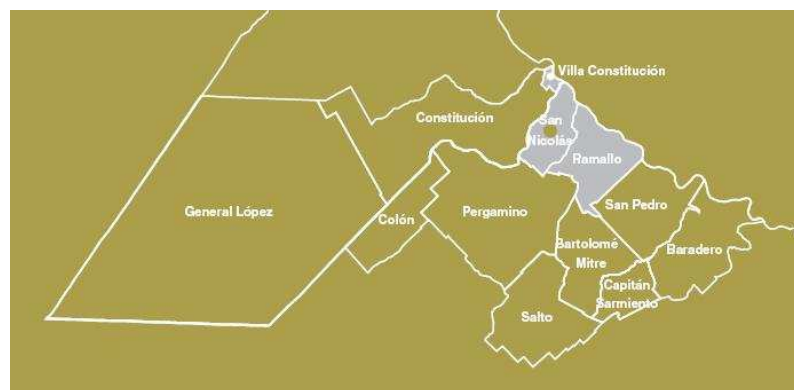 Villa Constitución
Constitución
San
Nicolás
Ramallo
General López
Colón
Pergamino
San Pedro
Bartolomé
Mitre
Baradero
Capitán
Sarmiento
Salto